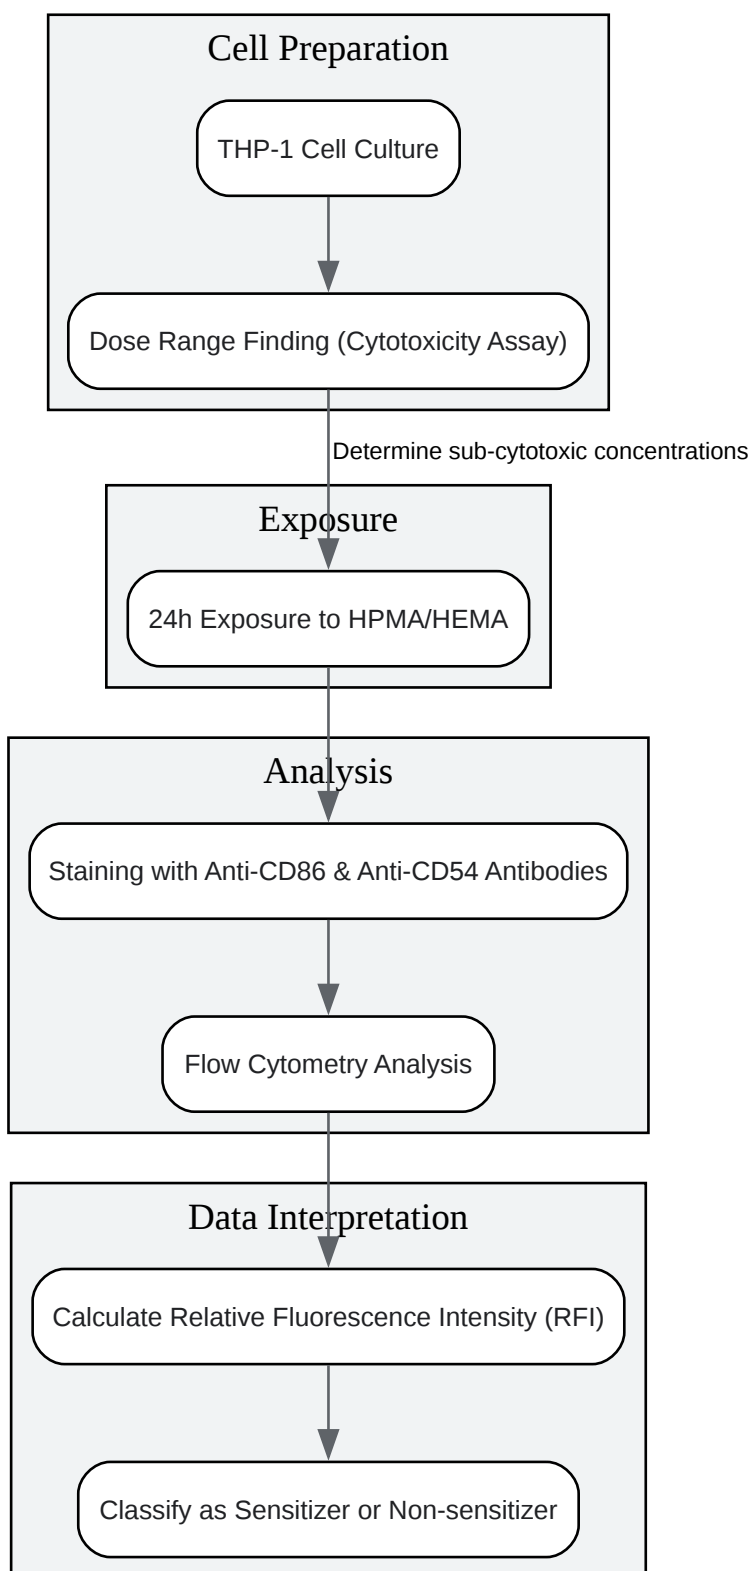 Cell Preparation
THP-1 Cell Culture
Dose Range Finding (Cytotoxicity Assay)
Determine sub-cytotoxic concentrations
Exposure
24h Exposure to HPMA/HEMA
Analysis
Staining with Anti-CD86 & Anti-CD54 Antibodies
Flow Cytometry Analysis
Data Interpretation
Calculate Relative Fluorescence Intensity (RFI)
Classify as Sensitizer or Non-sensitizer